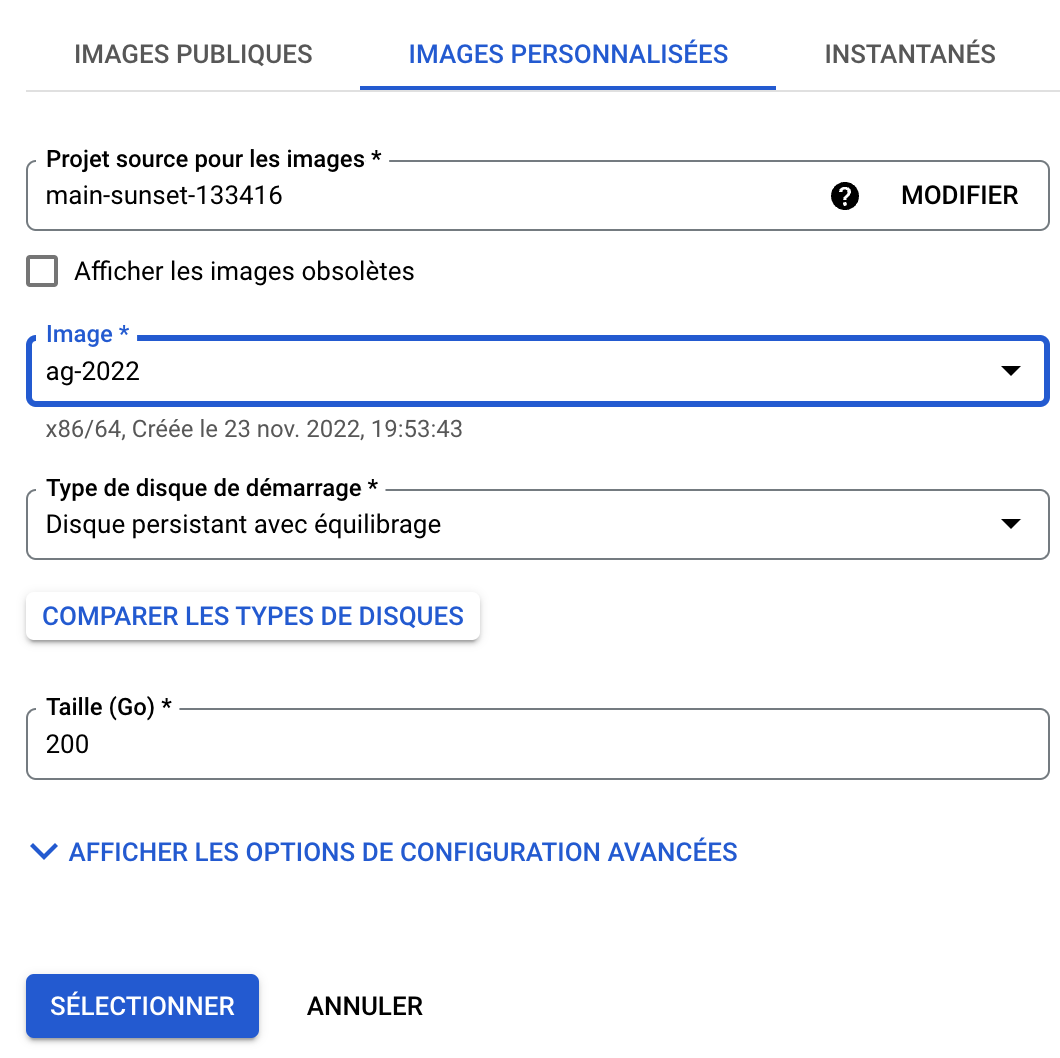 IMAGES PUBLIQUES IMAGES PERSONNALISÉES INSTANTANÉS
Projet source pour les images *
main-sunset-133416 ? MODIFIER
Afficher les images obsolètes
Image *
ag-2022
x86/64, Créée le 23 nov. 2022, 19:53:43
Type de disque de démarrage *
Disque persistant avec équilibrage
COMPARER LES TYPES DE DISQUES
Taille (Go) *
200
AFFICHER LES OPTIONS DE CONFIGURATION AVANCÉES
SÉLECTIONNER ANNULER